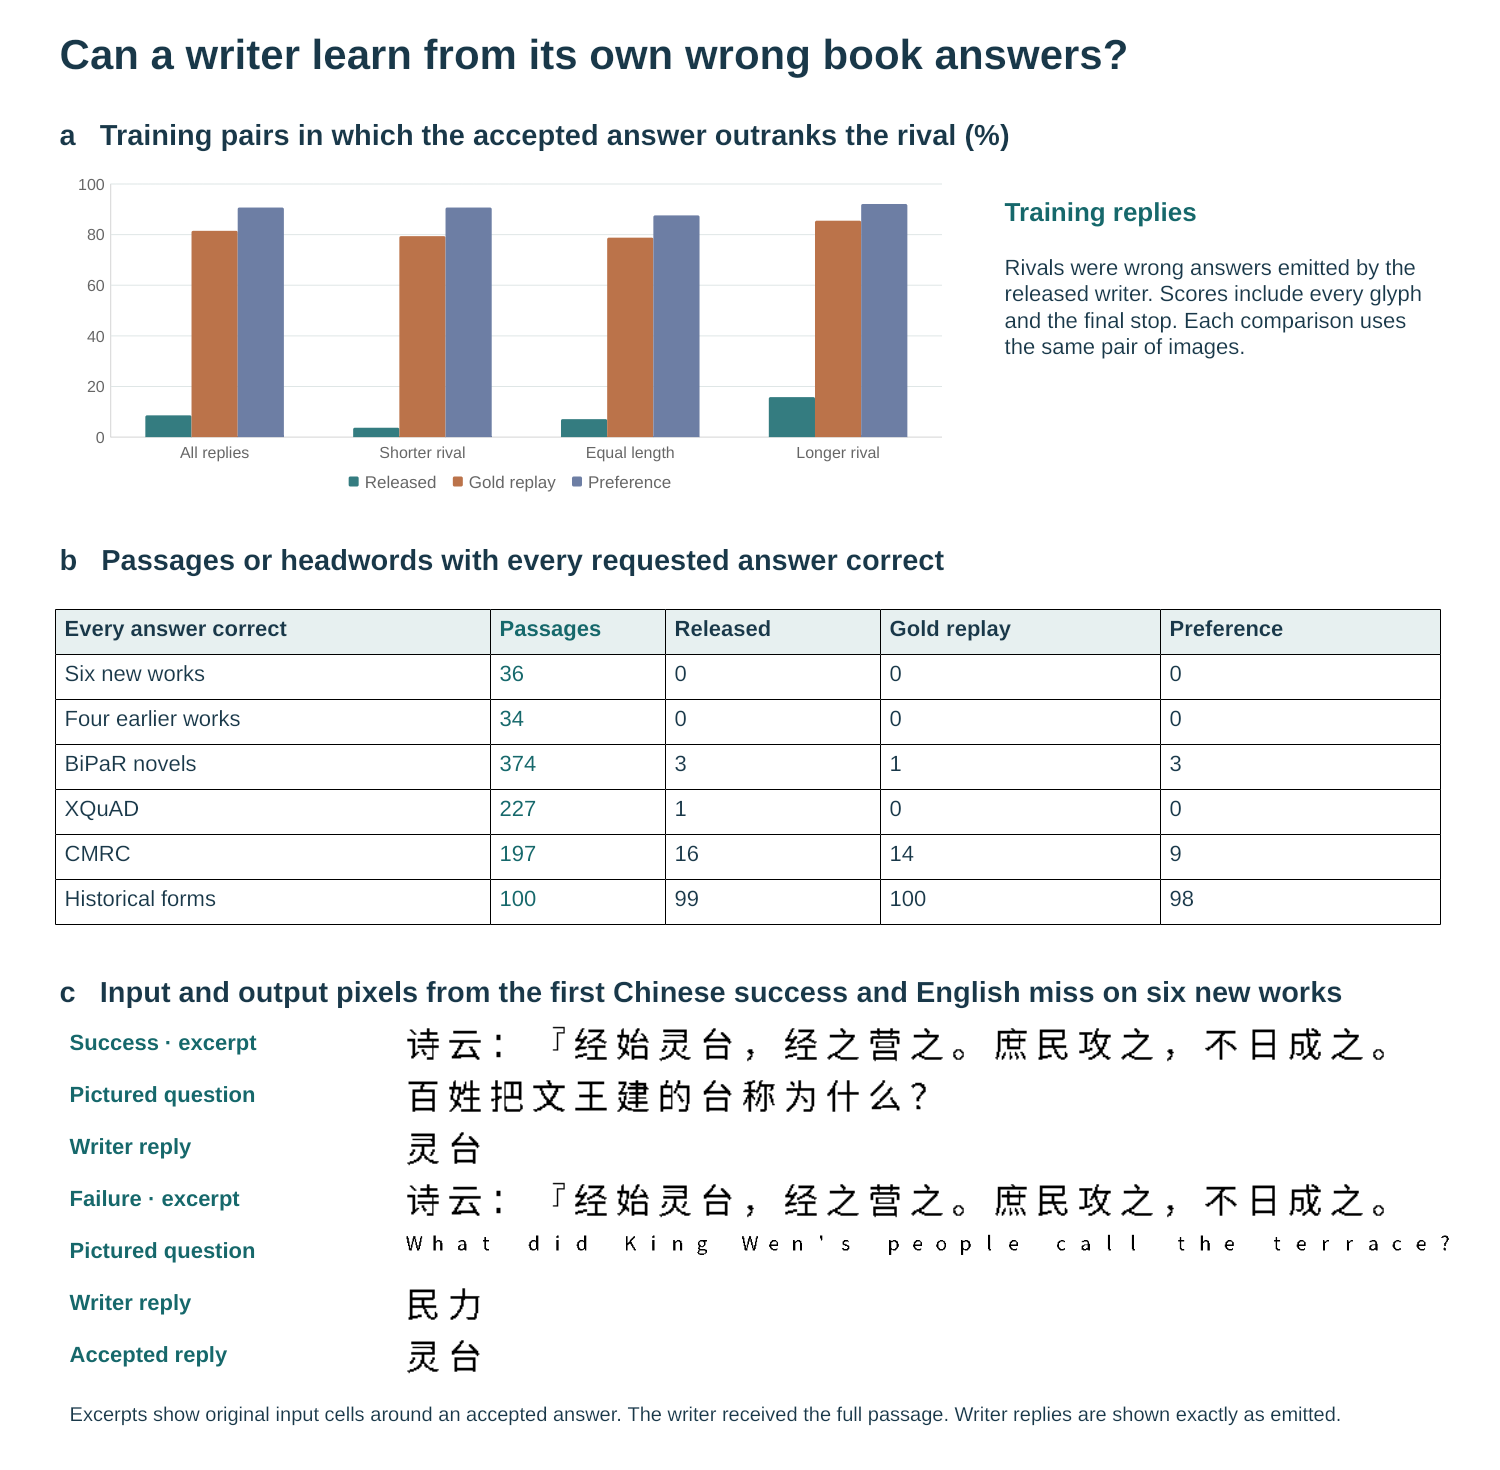 Can a writer learn from its own wrong book answers?
a Training pairs in which the accepted answer outranks the rival (%)
100
80
60
40
20
0
All replies Shorter rival Equal length Longer rival
Released Gold replay Preference
Training replies
Rivals were wrong answers emitted by the
released writer. Scores include every glyph
and the final stop. Each comparison uses
the same pair of images.
b Passages or headwords with every requested answer correct
Every answer correct Passages Released Gold replay Preference
Six new works 36 0 0 0
Four earlier works 34 0 0 0
BiPaR novels 374 3 1 3
XQuAD 227 1 0 0
CMRC 197 16 14 9
Historical forms 100 99 100 98
c Input and output pixels from the first Chinese success and English miss on six new works
Success · excerpt 诗云：『经始灵台，经之营之。庶民攻之，不日成之。
Pictured question 百姓把文王建的台称为什么？
Writer reply 灵台
Failure · excerpt 诗云：『经始灵台，经之营之。庶民攻之，不日成之。
Pictured question What did King Wen's people call the terrace?
Writer reply 民力
Accepted reply 灵台
Excerpts show original input cells around an accepted answer. The writer received the full passage. Writer replies are shown exactly as emitted.